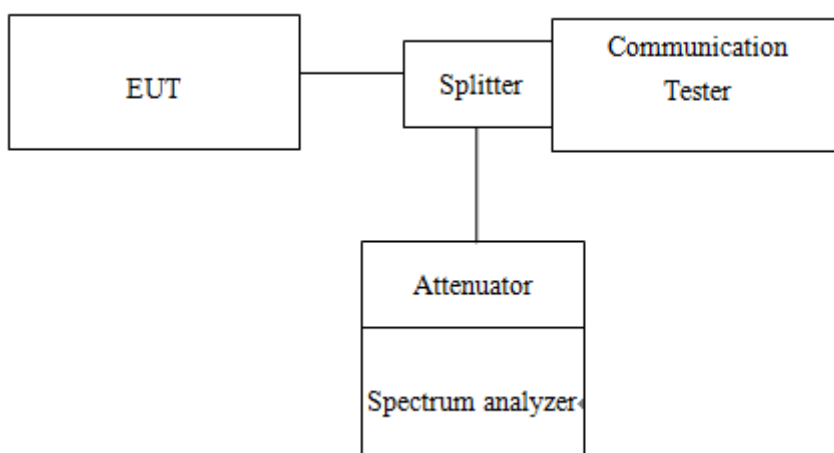 EUT
Splitter
Communication
Tester
Attenuator
Spectrum analyzer